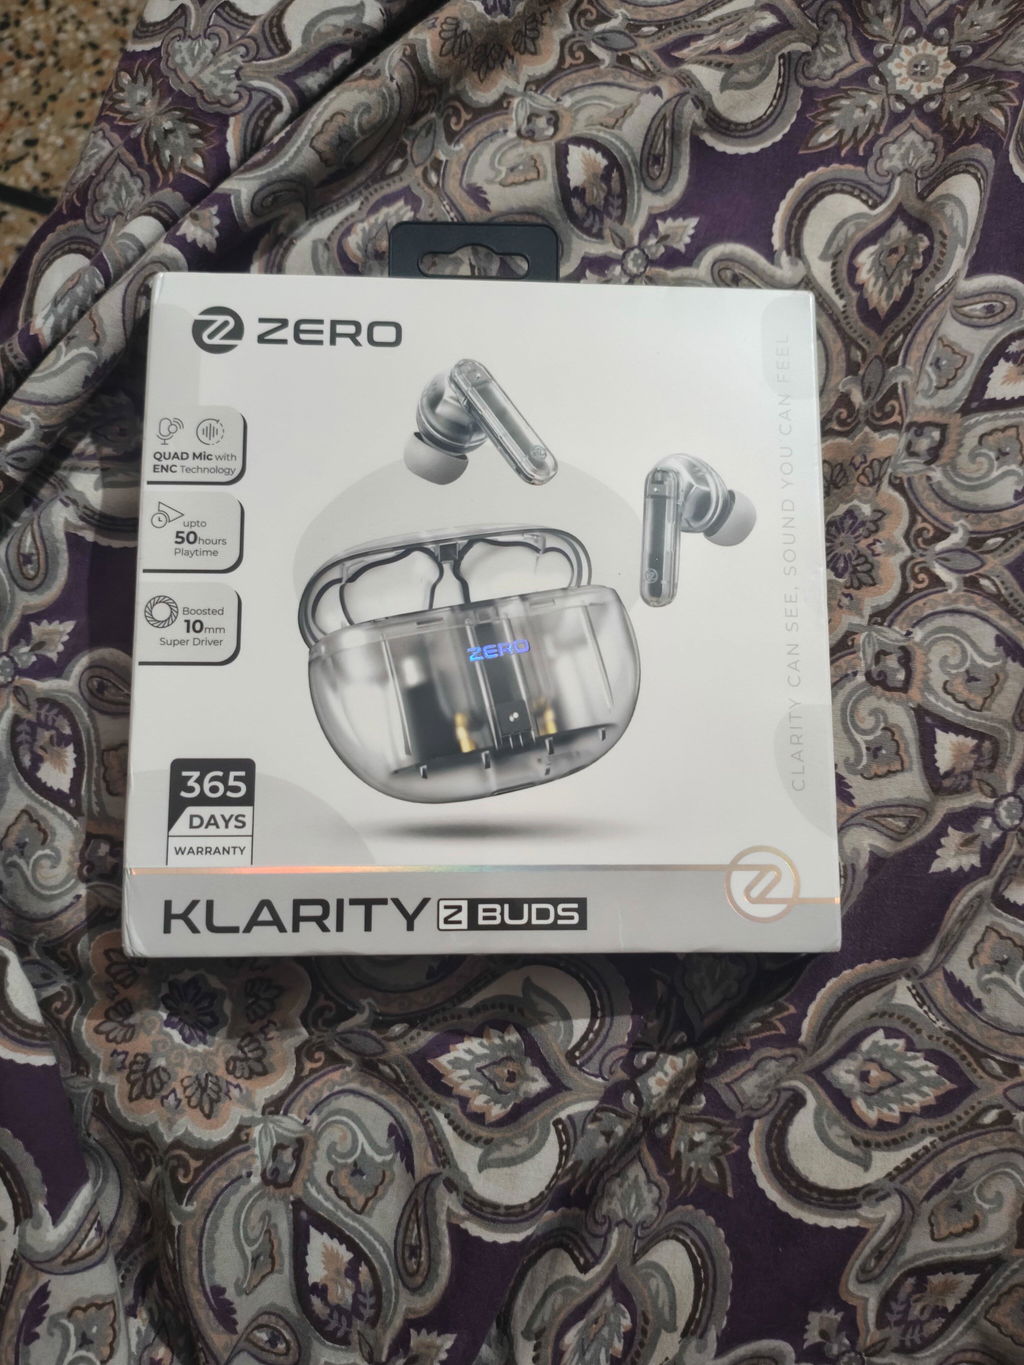 ZERO
QUAD Mic with
ENC Technology
upto
50hours
Playtime
Boosted
10mm
Super Driver
ZERO
CLARITY CAN SEE, SOUND YOU CAN FEEL
365
DAYS
WARRANTY
KLARITY Z BUDS